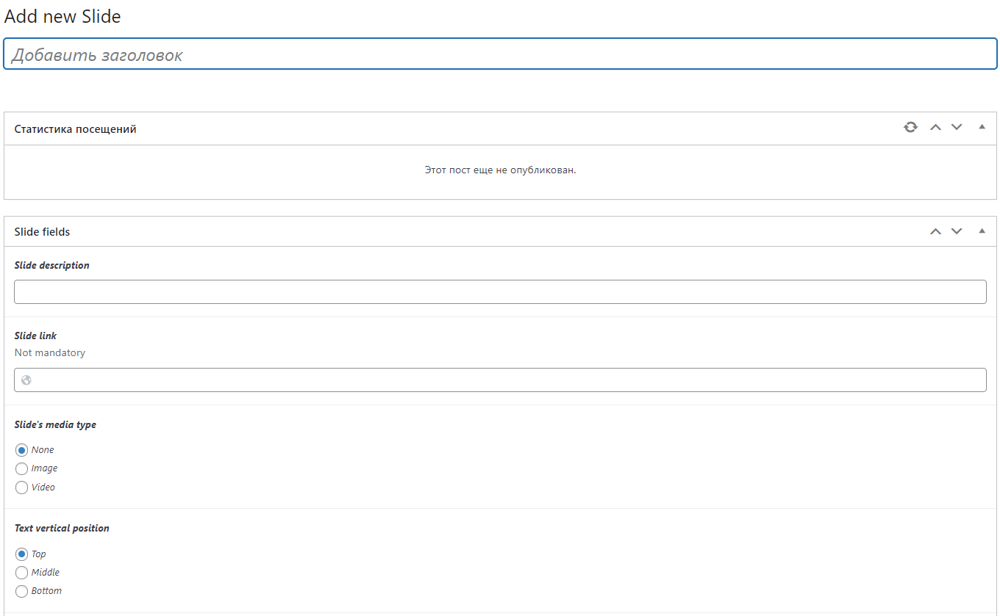 Add new Slide
Добавить заголовок
Статистика посещений
Этот пост еще не опубликован.
Slide fields
Slide description
Slide link
Not mandatory
Slide's media type
None
Image
Video
Text vertical position
Top
Middle
Bottom